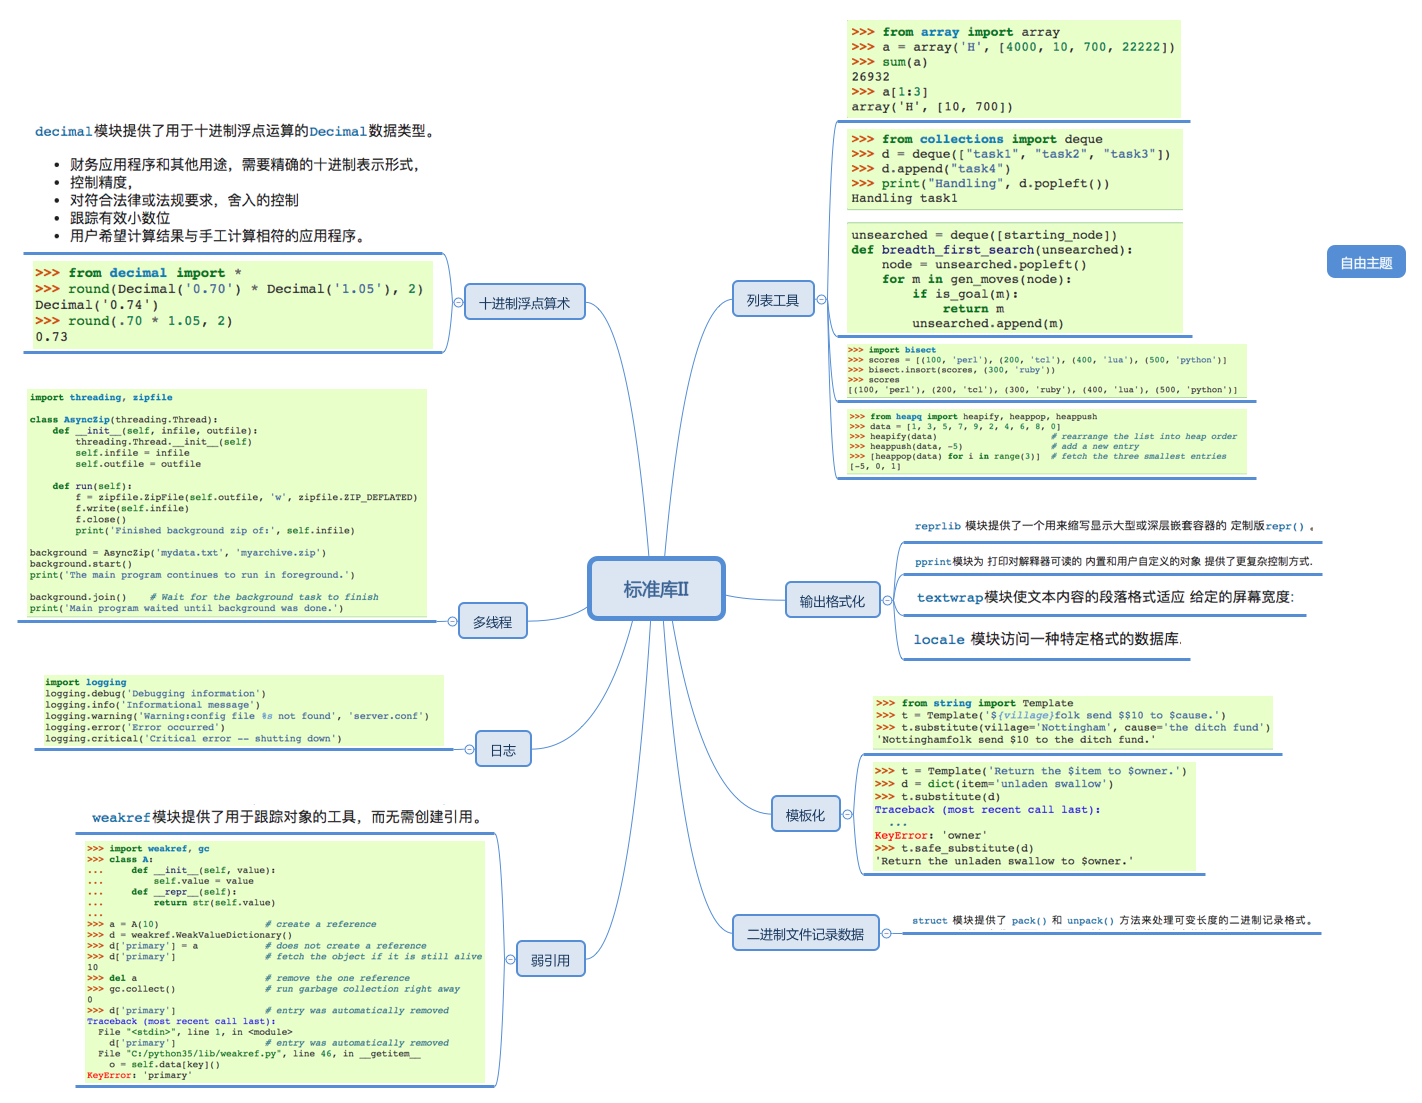 decimal模块提供了用于十进制浮点运算的Decimal数据类型。
• 财务应用程序和其他用途，需要精确的十进制表示形式，
• 控制精度，
• 对符合法律或法规要求，舍入的控制
• 跟踪有效小数位
• 用户希望计算结果与手工计算相符的应用程序。
>>> from decimal import *
>>> round(Decimal('0.70') * Decimal('1.05'), 2)
Decimal('0.74')
>>> round(.70 * 1.05, 2)
0.73
十进制浮点算术
import threading, zipfile
class AsyncZip(threading.Thread):
    def __init__(self, infile, outfile):
        threading.Thread.__init__(self)
        self.infile = infile
        self.outfile = outfile
    def run(self):
        f = zipfile.ZipFile(self.outfile, 'w', zipfile.ZIP_DEFLATED)
        f.write(self.infile)
        f.close()
        print('Finished background zip of:', self.infile)
background = AsyncZip('mydata.txt', 'myarchive.zip')
background.start()
print('The main program continues to run in foreground.')
background.join()    # Wait for the background task to finish
print('Main program waited until background was done.')
多线程
import logging
logging.debug('Debugging information')
logging.info('Informational message')
logging.warning('Warning:config file %s not found', 'server.conf')
logging.error('Error occurred')
logging.critical('Critical error -- shutting down')
日志
weakref模块提供了用于跟踪对象的工具，而无需创建引用。
>>> import weakref, gc
>>> class A:
...     def __init__(self, value):
...         self.value = value
...     def __repr__(self):
...         return str(self.value)
...
>>> a = A(10)                   # create a reference
>>> d = weakref.WeakValueDictionary()
>>> d['primary'] = a            # does not create a reference
>>> d['primary']                # fetch the object if it is still alive
10
>>> del a                       # remove the one reference
>>> gc.collect()                # run garbage collection right away
0
>>> d['primary']                # entry was automatically removed
Traceback (most recent call last):
  File "<stdin>", line 1, in <module>
    d['primary']                # entry was automatically removed
  File "C:/python35/lib/weakref.py", line 46, in __getitem__
    o = self.data[key]()
KeyError: 'primary'
弱引用
标准库II
>>> from array import array
>>> a = array('H', [4000, 10, 700, 22222])
>>> sum(a)
26932
>>> a[1:3]
array('H', [10, 700])
>>> from collections import deque
>>> d = deque(["task1", "task2", "task3"])
>>> d.append("task4")
>>> print("Handling", d.popleft())
Handling task1
unsearched = deque([starting_node])
def breadth_first_search(unsearched):
    node = unsearched.popleft()
    for m in gen_moves(node):
        if is_goal(m):
            return m
        unsearched.append(m)
>>> import bisect
>>> scores = [(100, 'perl'), (200, 'tcl'), (400, 'lua'), (500, 'python')]
>>> bisect.insort(scores, (300, 'ruby'))
>>> scores
[(100, 'perl'), (200, 'tcl'), (300, 'ruby'), (400, 'lua'), (500, 'python')]
>>> from heapq import heapify, heappop, heappush
>>> data = [1, 3, 5, 7, 9, 2, 4, 6, 8, 0]
>>> heapify(data)                      # rearrange the list into heap order
>>> heappush(data, -5)                 # add a new entry
>>> [heappop(data) for i in range(3)]  # fetch the three smallest entries
[-5, 0, 1]
列表工具
自由主题
reprlib 模块提供了一个用来缩写显示大型或深层嵌套容器的 定制版repr() 。
pprint模块为 打印对解释器可读的 内置和用户自定义的对象 提供了更复杂控制方式.
textwrap模块使文本内容的段落格式适应 给定的屏幕宽度:
locale 模块访问一种特定格式的数据库.
输出格式化
>>> from string import Template
>>> t = Template('${village}folk send $$10 to $cause.')
>>> t.substitute(village='Nottingham', cause='the ditch fund')
'Nottinghamfolk send $10 to the ditch fund.'
>>> t = Template('Return the $item to $owner.')
>>> d = dict(item='unladen swallow')
>>> t.substitute(d)
Traceback (most recent call last):
  ...
KeyError: 'owner'
>>> t.safe_substitute(d)
'Return the unladen swallow to $owner.'
模板化
struct 模块提供了 pack() 和 unpack() 方法来处理可变长度的二进制记录格式。
二进制文件记录数据